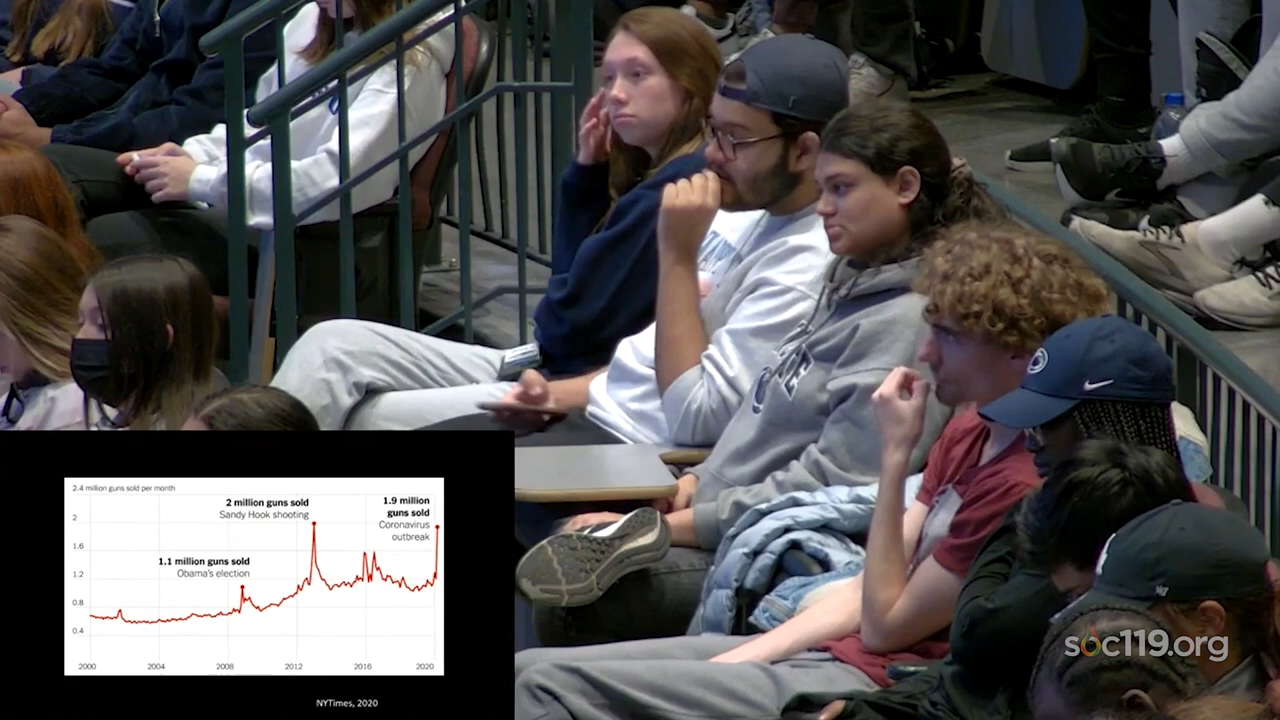 2.4 million guns sold per month
2
1.6
1.2
0.8
0.4
1.1 million guns sold
Obama's election
2 million guns sold
Sandy Hook shooting
1.9 million
guns sold
Coronavirus
outbreak
2000
2004
2008
2012
2016
2020
NYTimes, 2020
soc119.org